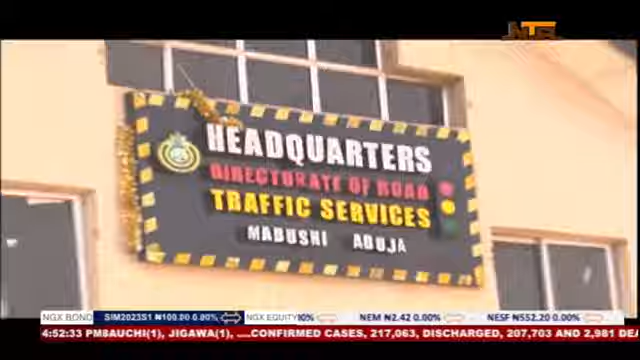 NTA
HEADQUARTERS
DIRECTORATE OF ROAD
TRAFFIC SERVICES
MABUSHI ABUJA
NGX BOND SIM2023S1 ₦100.00 0.00% NGX EQUITY 0% NEM ₦2.42 0.00% NESF ₦552.20 0.00%
4:52:33 PM BAUCHI(1), JIGAWA(1), ....CONFIRMED CASES, 217,063, DISCHARGED, 207,703 AND 2,981 DEA